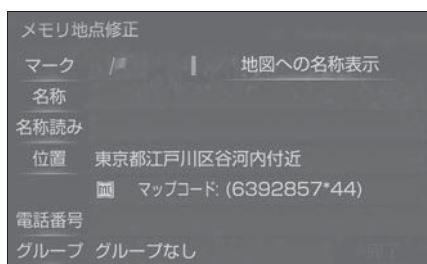 メモリ地点修正
マーク 地図への名称表示
名称
名称読み
位置 東京都江戸川区谷河内付近
マップコード: (6392857*44)
電話番号
グループ グループなし
完了